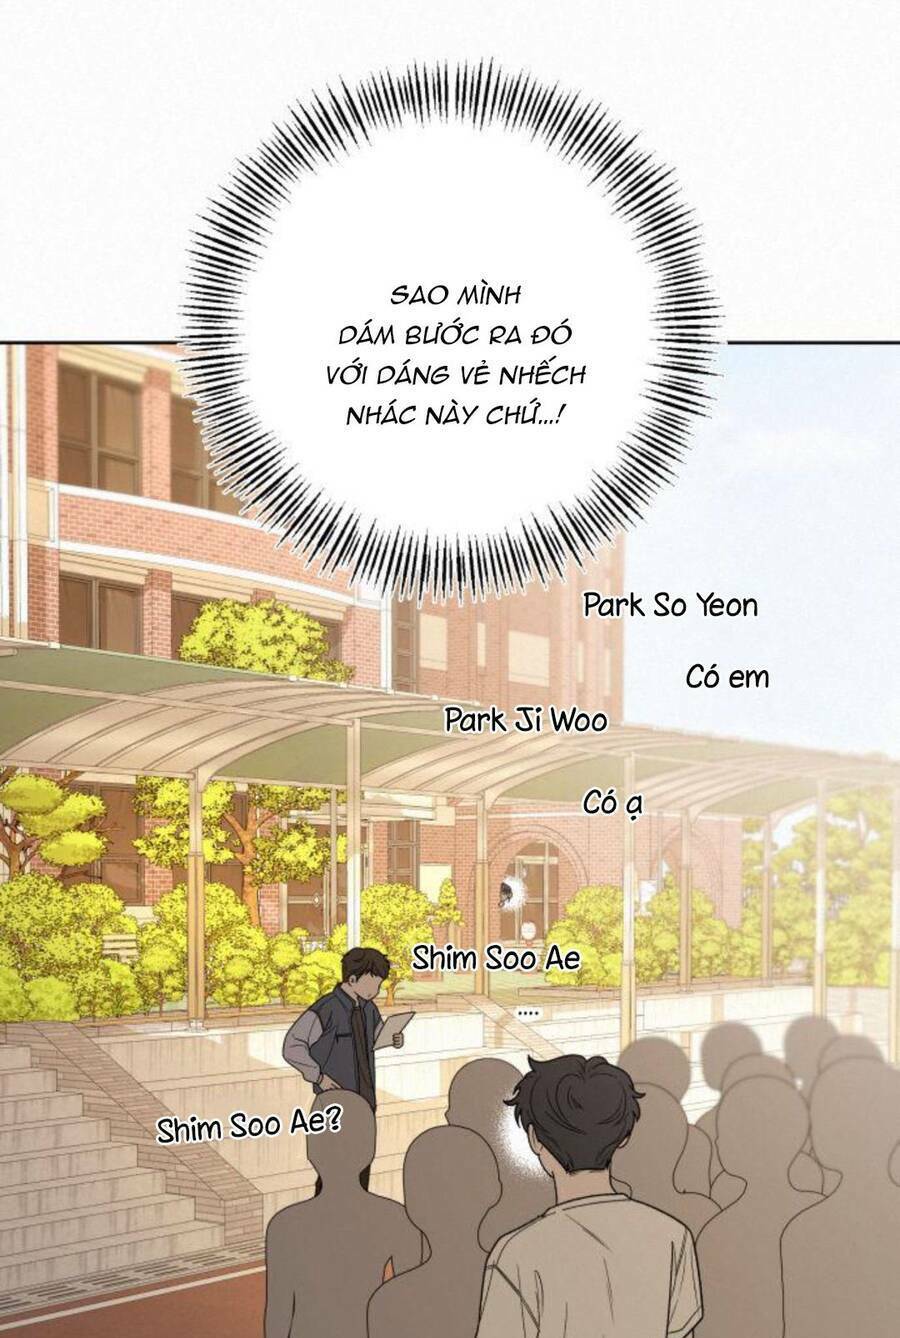 SAO MÌNH
DÁM BƯỚC RA ĐÓ
VỚI DÁNG VẺ NHẾCH
NHÁC NÀY CHỨ...!
Park So Yeon
Có em
Park Ji Woo
Có ạ
Shim Soo Ae
....
Shim Soo Ae?